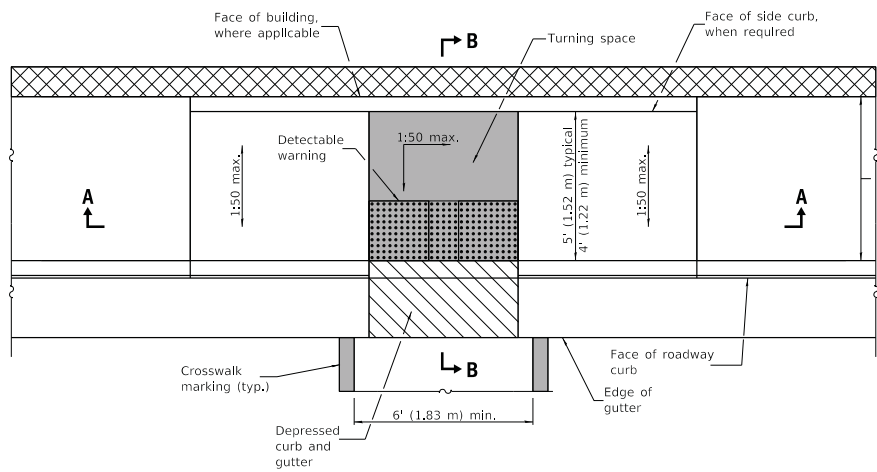 Face of building,
where applicable
B
Turning space
Face of side curb,
when required
Detectable
warning
1:50 max.
1:50 max.
5' (1.52 m) typical
4' (1.22 m) minimum
1:50 max.
A
A
Crosswalk
marking (typ.)
B
Face of roadway
curb
Edge of
gutter
6' (1.83 m) min.
Depressed
curb and
gutter